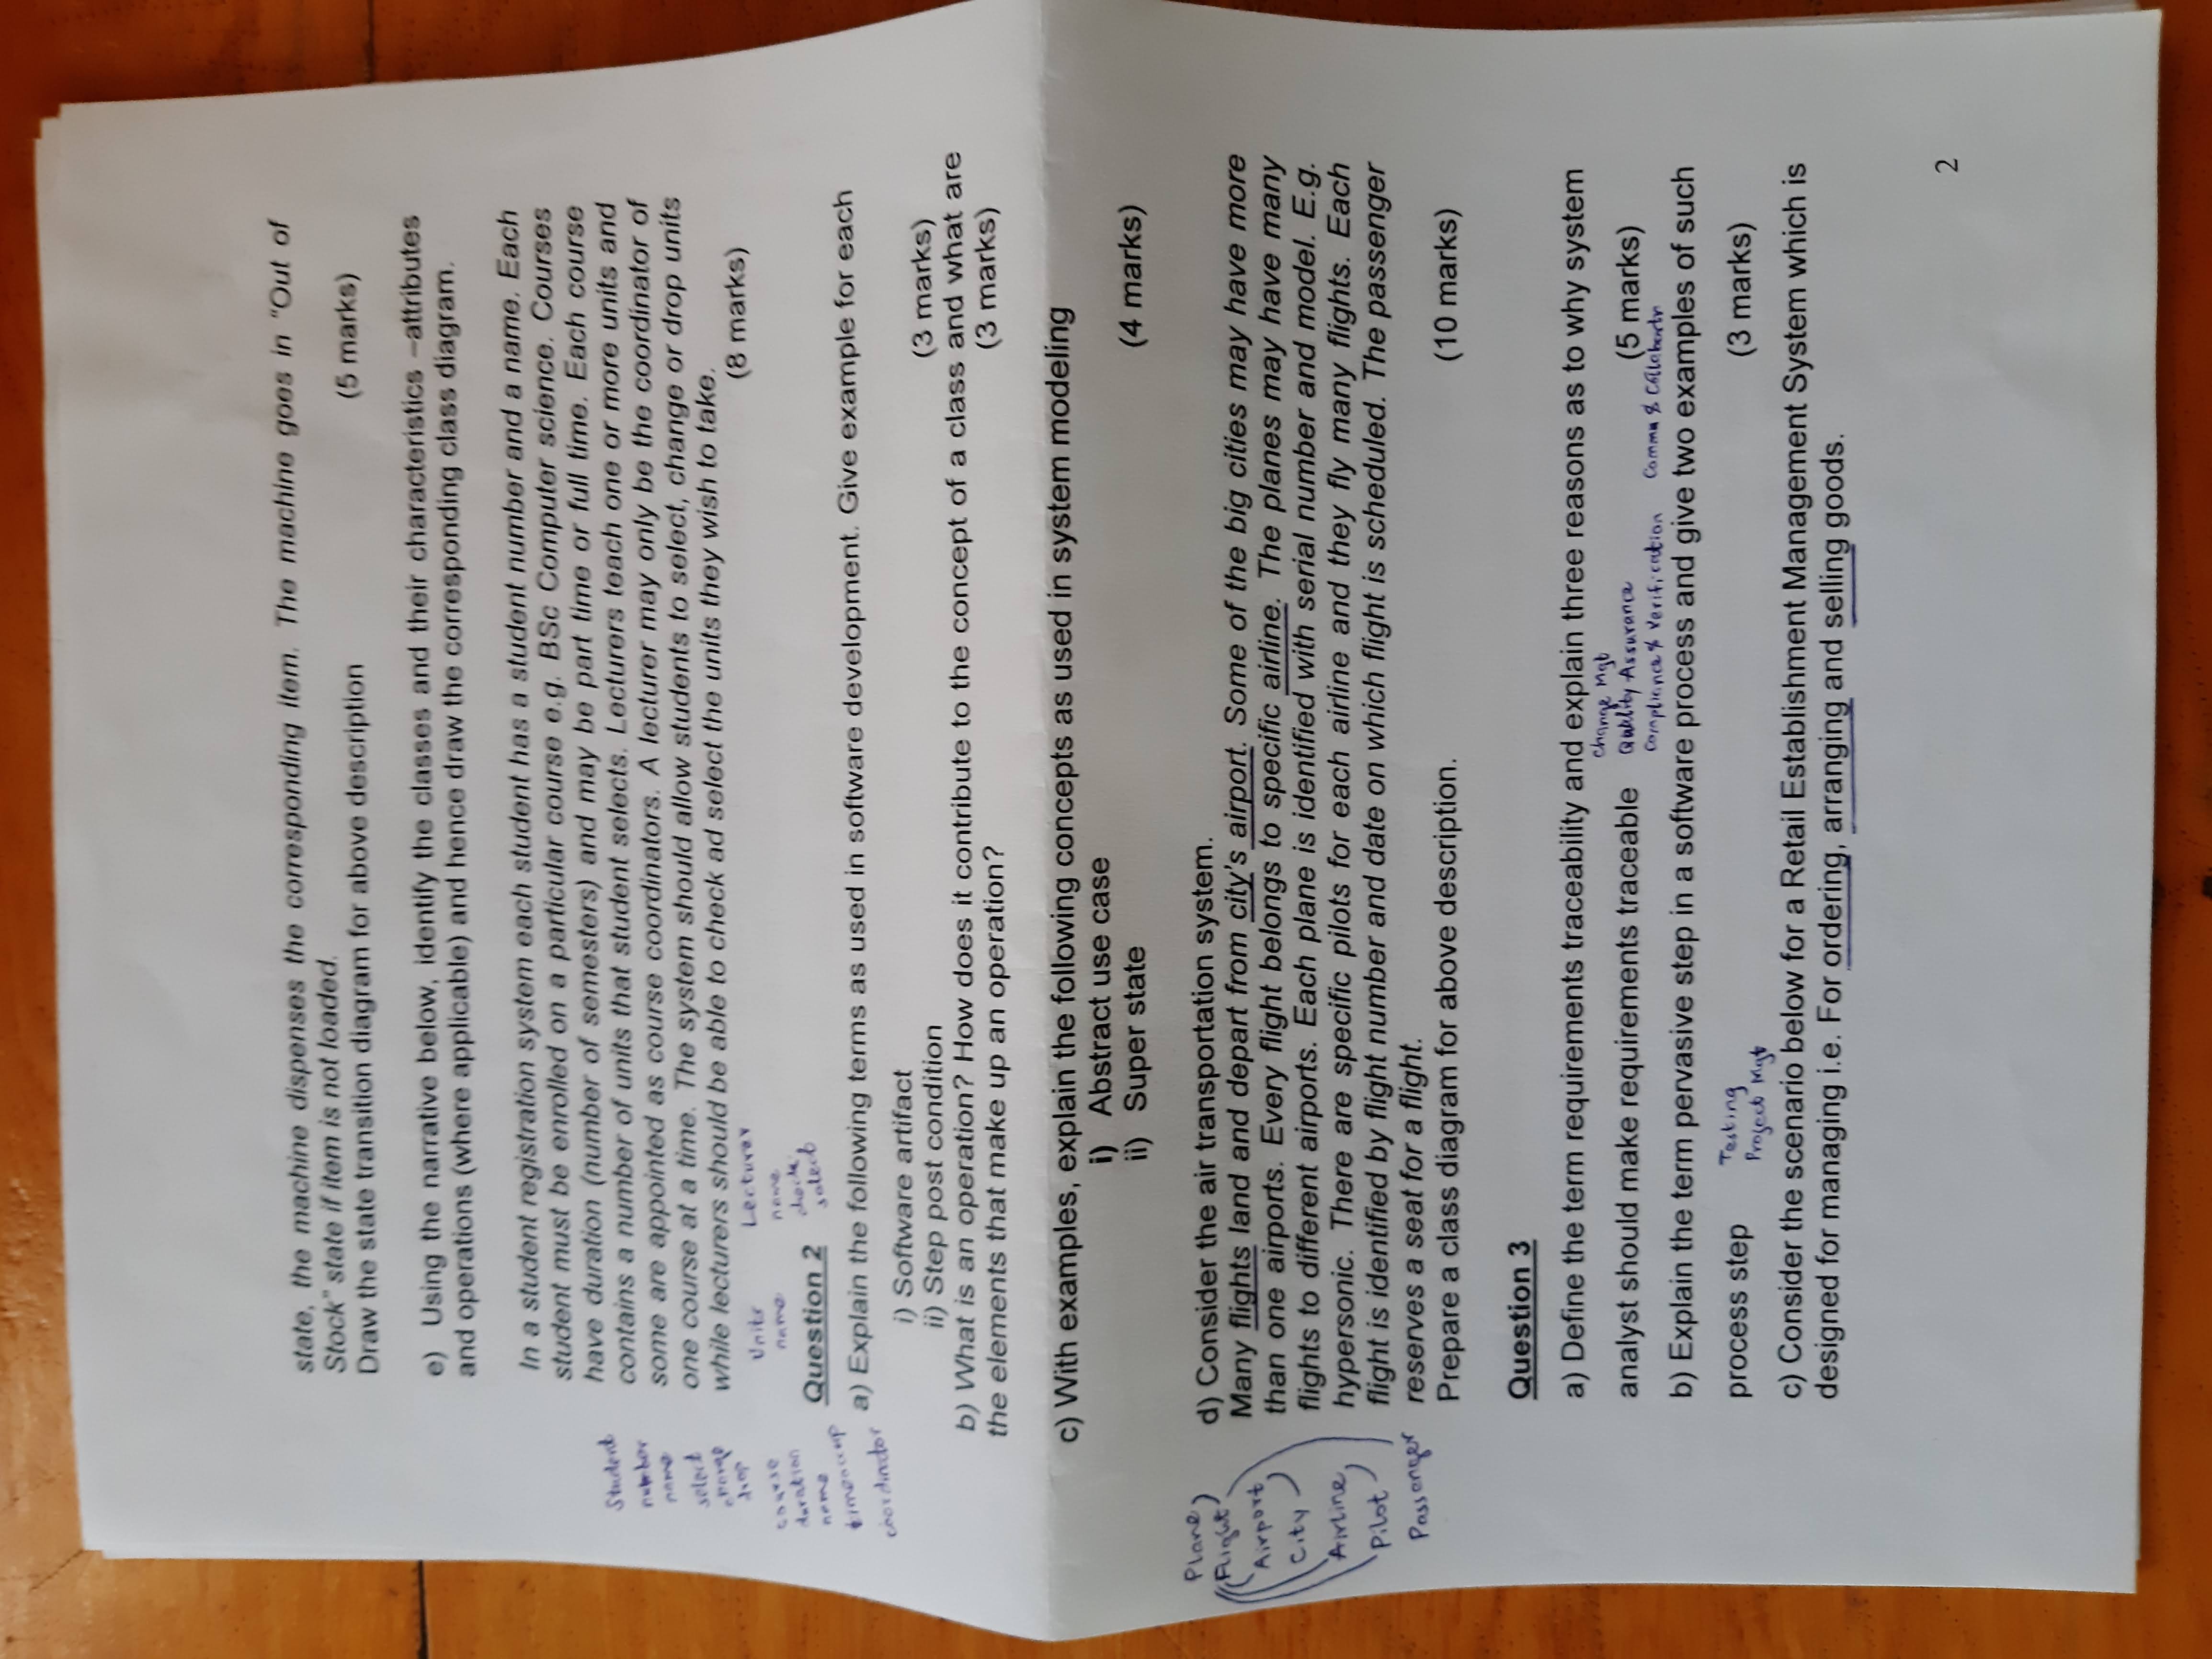 state, the machine dispenses the corresponding item. The machine goes in "Out of
Stock" state if item is not loaded.
Draw the state transition diagram for above description (5 marks)
e) Using the narrative below, identify the classes and their characteristics –attributes
and operations (where applicable) and hence draw the corresponding class diagram.
In a student registration system each student has a student number and a name. Each
student must be enrolled on a particular course e.g. BSc Computer science. Courses
have duration (number of semesters) and may be part time or full time. Each course
contains a number of units that student selects. Lecturers teach one or more units and
some are appointed as course coordinators. A lecturer may only be the coordinator of
one course at a time. The system should allow students to select, change or drop units
while lecturers should be able to check ad select the units they wish to take.
(8 marks)
Student
number
name
select
change
drop
course
duration
name
coordinator
Units
name
Lecturer
name
check
select
Question 2
a) Explain the following terms as used in software development. Give example for each
i) Software artifact
ii) Step post condition (3 marks)
b) What is an operation? How does it contribute to the concept of a class and what are
the elements that make up an operation? (3 marks)
c) With examples, explain the following concepts as used in system modeling
i) Abstract use case
ii) Super state (4 marks)
Plane
Flight
Airport
City
Airline
Pilot
Passenger
d) Consider the air transportation system.
Many flights land and depart from city's airport. Some of the big cities may have more
than one airports. Every flight belongs to specific airline. The planes may have many
flights to different airports. Each plane is identified with serial number and model. E.g.
hypersonic. There are specific pilots for each airline and they fly many flights. Each
flight is identified by flight number and date on which flight is scheduled. The passenger
reserves a seat for a flight.
Prepare a class diagram for above description. (10 marks)
Question 3
a) Define the term requirements traceability and explain three reasons as to why system
Change Mgt
analyst should make requirements traceable (5 marks)
Quality Assurance
Compliance & Verification Commu & Collabortn
b) Explain the term pervasive step in a software process and give two examples of such
process step (3 marks)
Testing
Project Mgt
c) Consider the scenario below for a Retail Establishment Management System which is
designed for managing i.e. For ordering, arranging and selling goods.
2